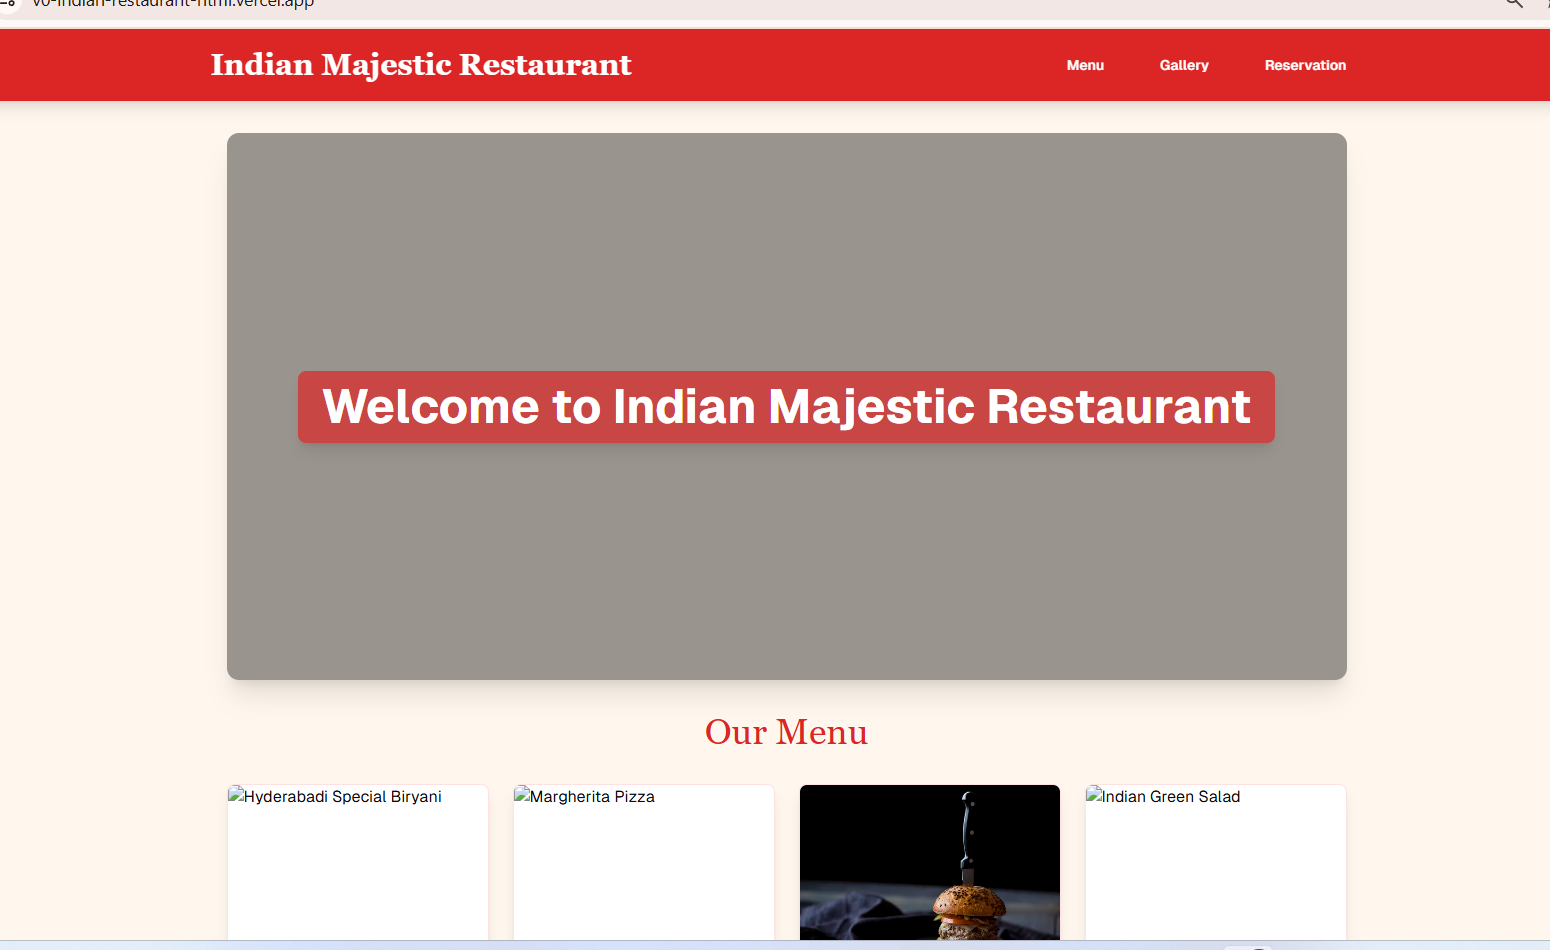 v0-indian-restaurant-html.vercel.app
Indian Majestic Restaurant
Menu Gallery Reservation
Welcome to Indian Majestic Restaurant
Our Menu
Hyderabadi Special Biryani
Margherita Pizza
Indian Green Salad